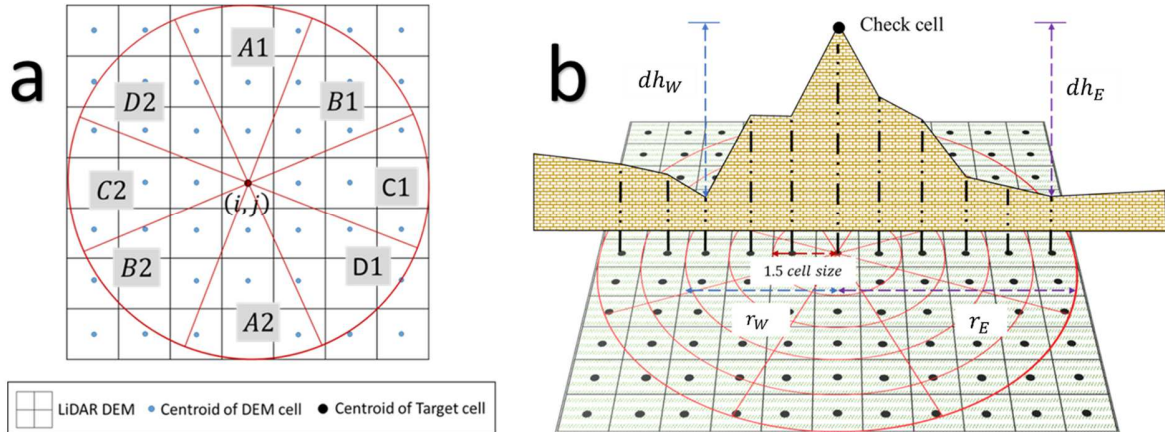 a
A1
D2
B1
C2
(i, j)
C1
B2
D1
A2
LiDAR DEM
Centroid of DEM cell
Centroid of Target cell
b
Check cell
dh_W
dh_E
1.5 cell size
r_W
r_E